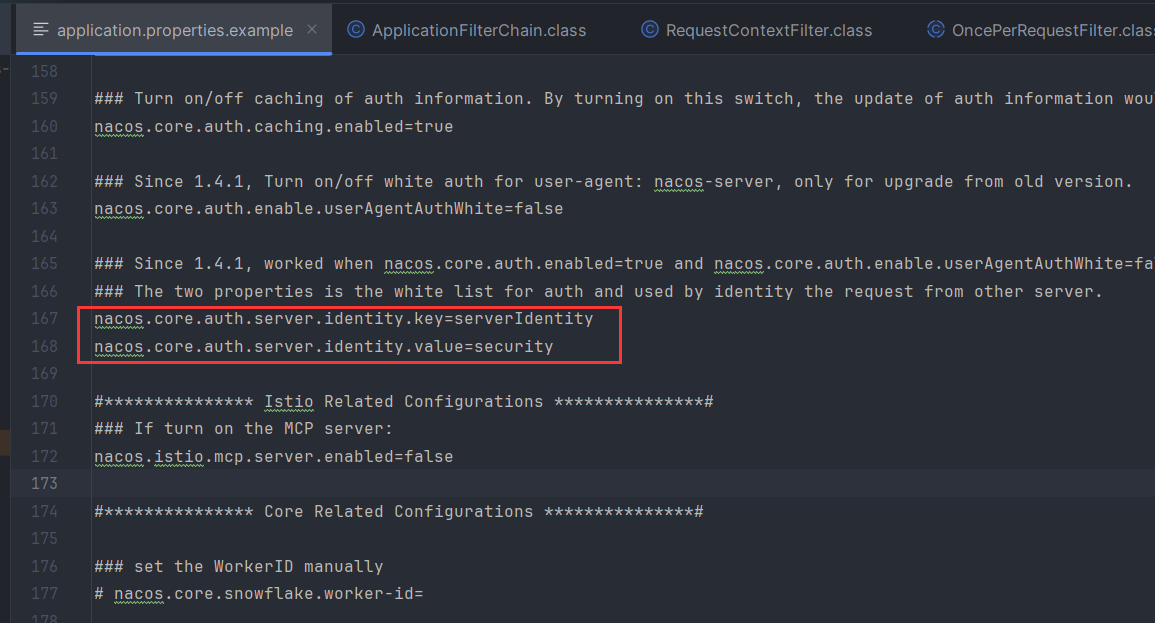 application.properties.example ApplicationFilterChain.class RequestContextFilter.class OncePerRequestFilter.clas
158
159 ### Turn on/off caching of auth information. By turning on this switch, the update of auth information wou
160 nacos.core.auth.caching.enabled=true
161
162 ### Since 1.4.1, Turn on/off white auth for user-agent: nacos-server, only for upgrade from old version.
163 nacos.core.auth.enable.userAgentAuthWhite=false
164
165 ### Since 1.4.1, worked when nacos.core.auth.enabled=true and nacos.core.auth.enable.userAgentAuthWhite=fa
166 ### The two properties is the white list for auth and used by identity the request from other server.
167 nacos.core.auth.server.identity.key=serverIdentity
168 nacos.core.auth.server.identity.value=security
169
170 #*************** Istio Related Configurations ***************#
171 ### If turn on the MCP server:
172 nacos.istio.mcp.server.enabled=false
173
174 #*************** Core Related Configurations ***************#
175
176 ### set the WorkerID manually
177 # nacos.core.snowflake.worker-id=
178